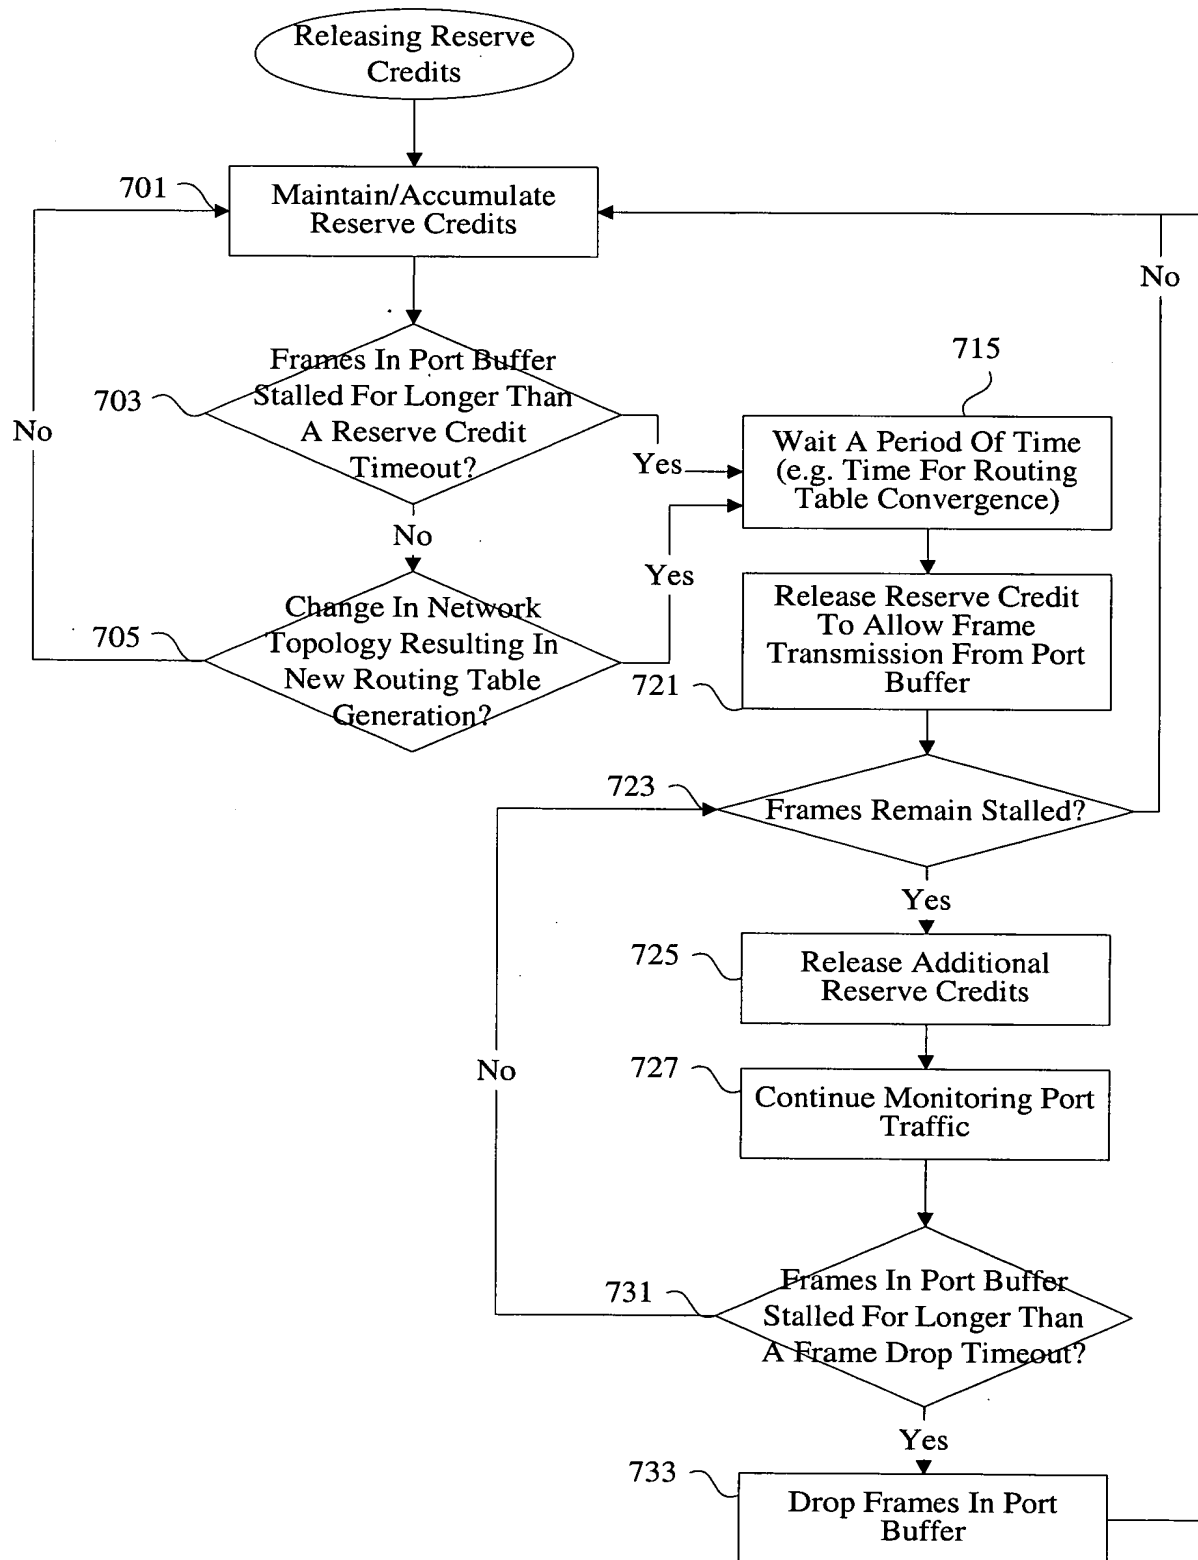 Releasing Reserve
Credits
701
Maintain/Accumulate
Reserve Credits
No
703
Frames In Port Buffer
Stalled For Longer Than
A Reserve Credit
Timeout?
Yes
No
No
705
Change In Network
Topology Resulting In
New Routing Table
Generation?
Yes
715
Wait A Period Of Time
(e.g. Time For Routing
Table Convergence)
721
Release Reserve Credit
To Allow Frame
Transmission From Port
Buffer
723
Frames Remain Stalled?
No
Yes
725
Release Additional
Reserve Credits
727
Continue Monitoring Port
Traffic
731
Frames In Port Buffer
Stalled For Longer Than
A Frame Drop Timeout?
Yes
733
Drop Frames In Port
Buffer